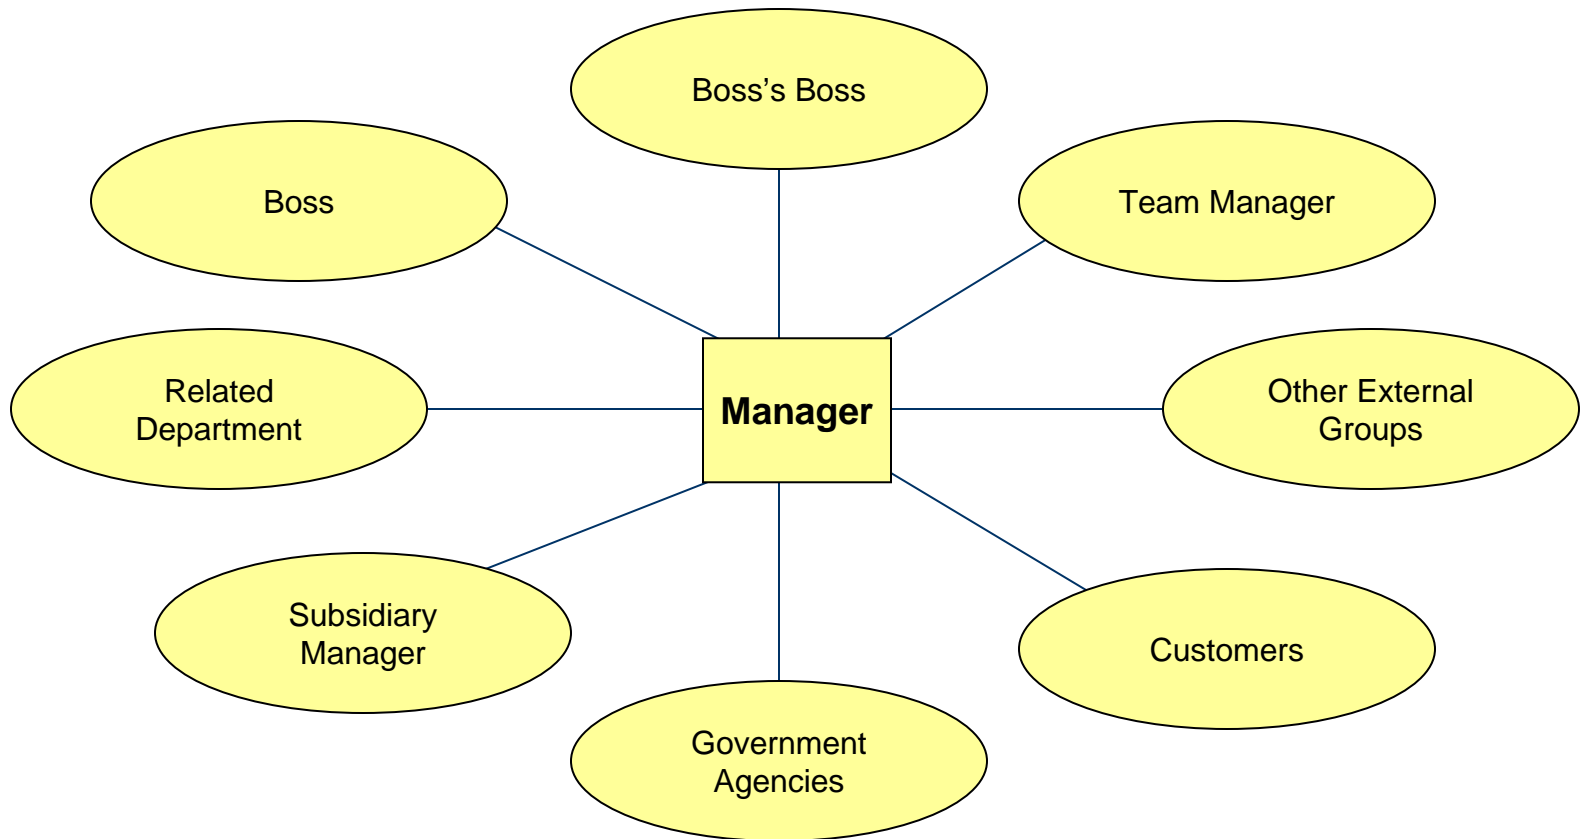 Boss's Boss
Boss
Team Manager
Related
Department
Manager
Other External
Groups
Subsidiary
Manager
Customers
Government
Agencies